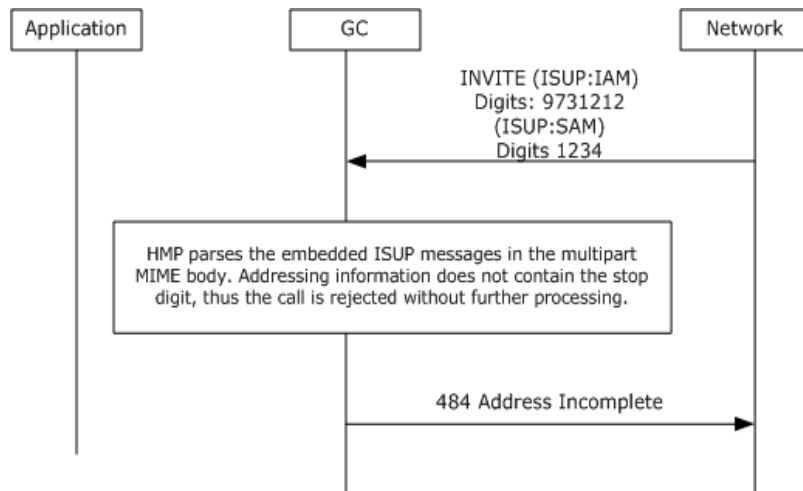 Application
GC
Network
INVITE (ISUP:IAM)
Digits: 9731212
(ISUP:SAM)
Digits 1234
HMP parses the embedded ISUP messages in the multipart
MIME body. Addressing information does not contain the stop
digit, thus the call is rejected without further processing.
484 Address Incomplete